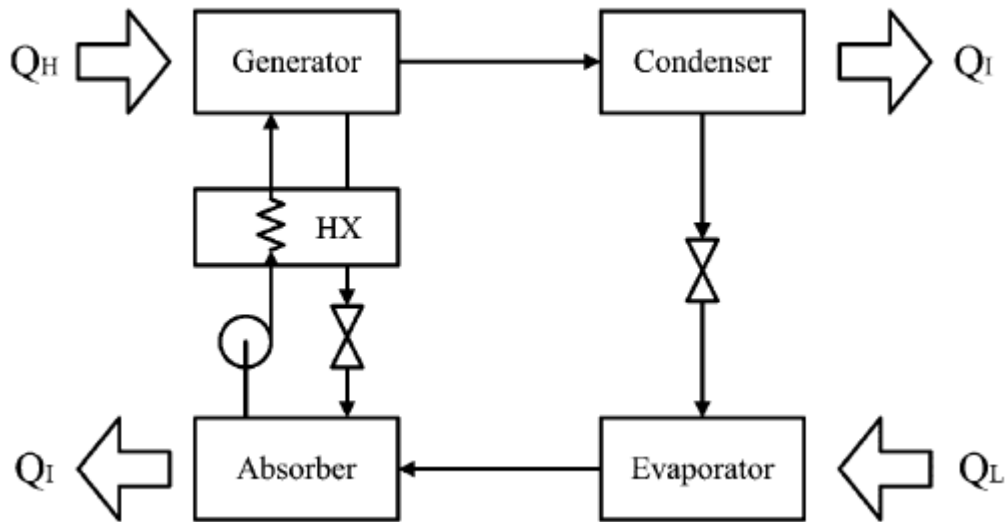 QH
Generator
Condenser
QI
HX
QI
Absorber
Evaporator
QL